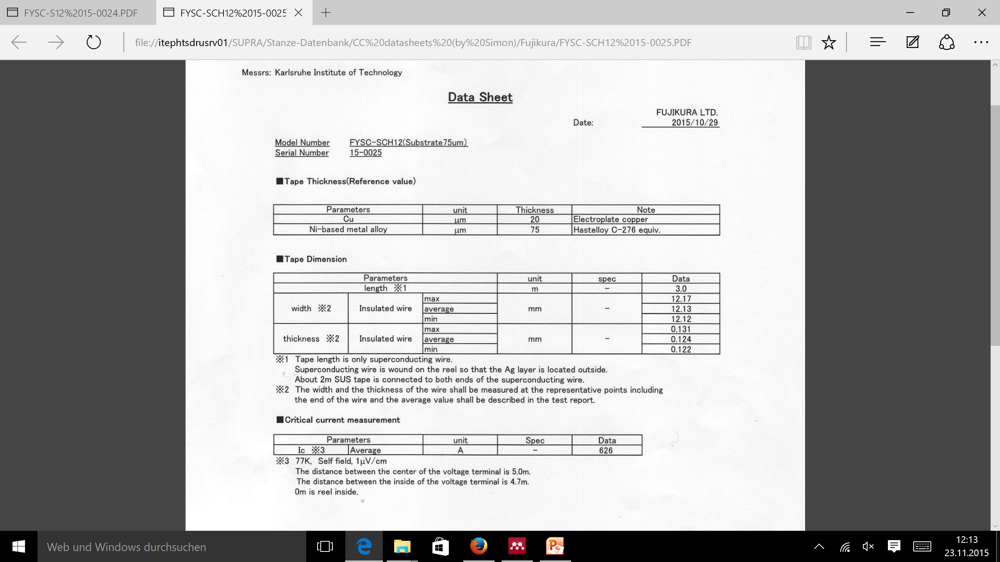 FYSC-S12%2015-0024.PDF
FYSC-SCH12%2015-0025
file://itephtsdrusrv01/SUPRA/Stanze-Datenbank/CC%20datasheets%20(by%20Simon)/Fujikura/FYSC-SCH12%2015-0025.PDF
Messrs: Karlsruhe Institute of Technology
Data Sheet
FUJIKURA LTD.
Date: 2015/10/29
Model Number FYSC-SCH12(Substrate75um)
Serial Number 15-0025
■Tape Thickness(Reference value)
Parameters unit Thickness Note
Cu μm 20 Electroplate copper
Ni-based metal alloy μm 75 Hastelloy C-276 equiv.
■Tape Dimension
Parameters unit spec Data
length ※1 m - 3.0
width ※2 Insulated wire max mm - 12.17
average 12.13
min 12.12
thickness ※2 Insulated wire max mm - 0.131
average 0.124
min 0.122
※1 Tape length is only superconducting wire.
Superconducting wire is wound on the reel so that the Ag layer is located outside.
About 2m SUS tape is connected to both ends of the superconducting wire.
※2 The width and the thickness of the wire shall be measured at the representative points including
the end of the wire and the average value shall be described in the test report.
■Critical current measurement
Parameters unit Spec Data
Ic ※3 Average A - 626
※3 77K, Self field, 1μV/cm
The distance between the center of the voltage terminal is 5.0m.
The distance between the inside of the voltage terminal is 4.7m.
0m is reel inside.
Web und Windows durchsuchen
12:13
23.11.2015